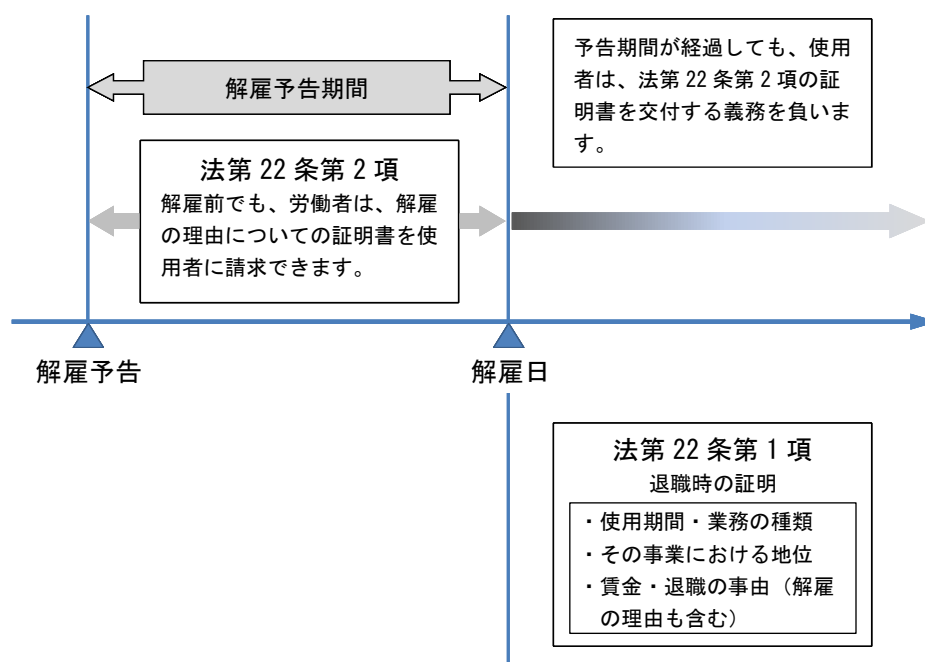 解雇予告期間
予告期間が経過しても、使用
者は、法第 22 条第 2 項の証
明書を交付する義務を負いま
す。
法第 22 条第 2 項
解雇前でも、労働者は、解雇
の理由についての証明書を使
用者に請求できます。
解雇予告
解雇日
法第 22 条第 1 項
退職時の証明
・使用期間・業務の種類
・その事業における地位
・賃金・退職の事由（解雇
の理由も含む）